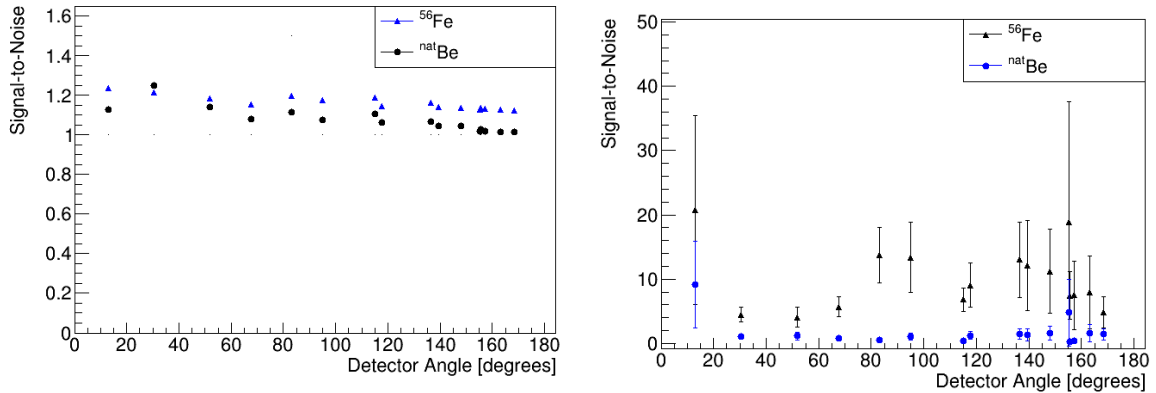 Signal-to-Noise
1.6
1.4
1.2
1
0.8
0.6
0.4
0.2
0
0 20 40 60 80 100 120 140 160 180
Detector Angle [degrees]
⁵⁶Fe
ⁿᵃᵗBe
Signal-to-Noise
50
40
30
20
10
0
0 20 40 60 80 100 120 140 160 180
Detector Angle [degrees]
⁵⁶Fe
ⁿᵃᵗBe